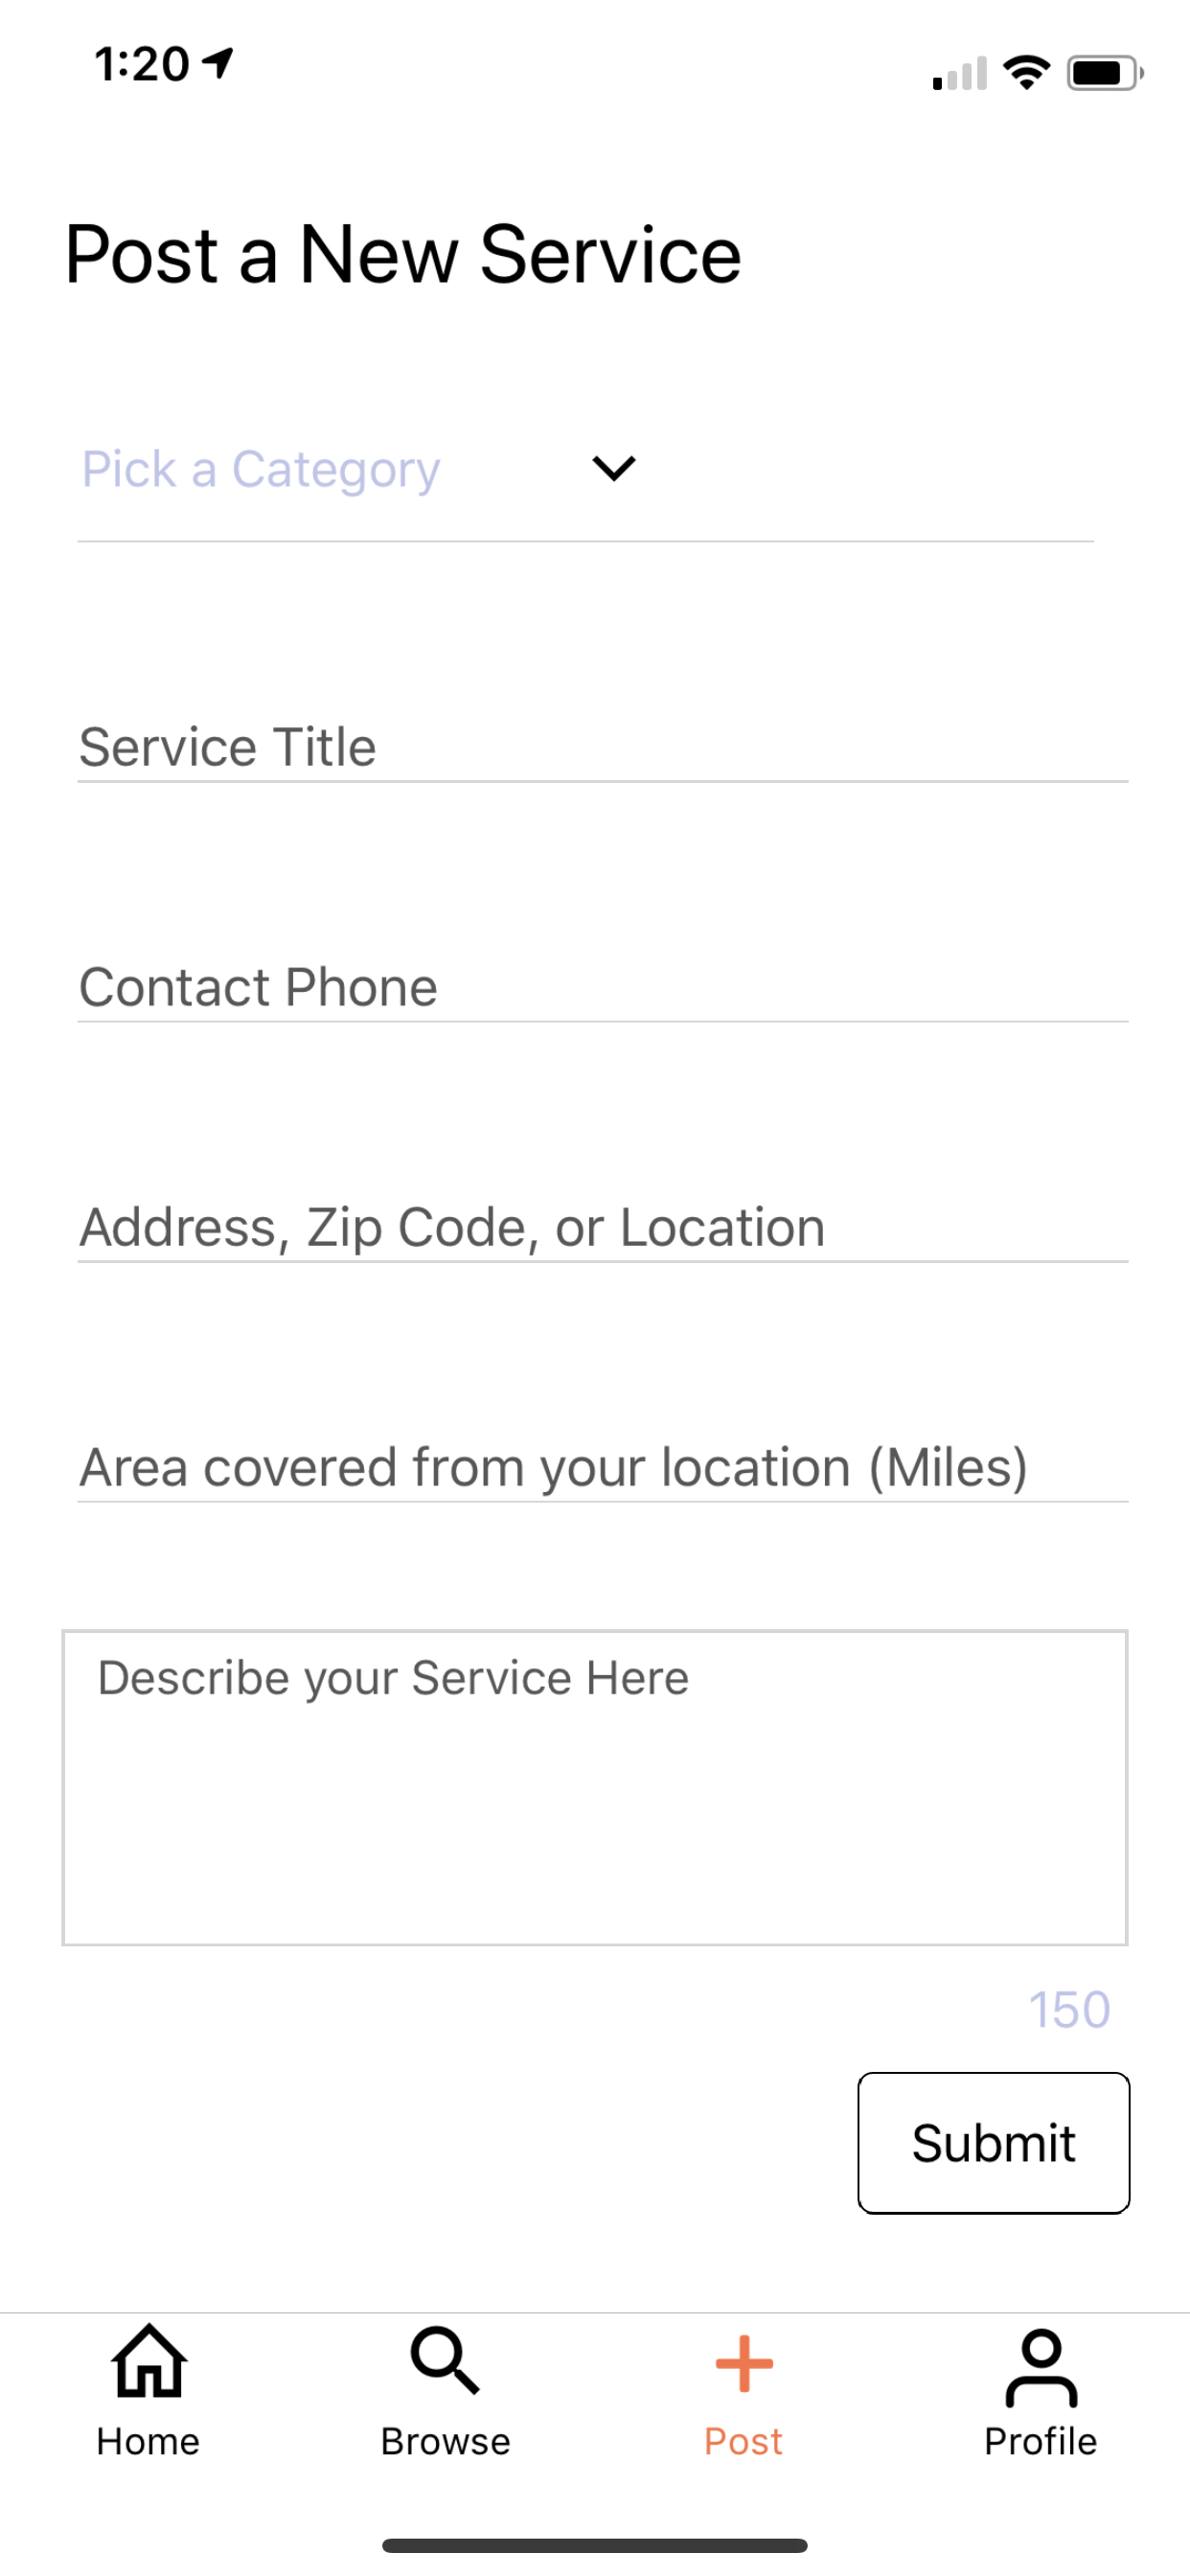 1:20
Post a New Service
Pick a Category
Service Title
Contact Phone
Address, Zip Code, or Location
Area covered from your location (Miles)
Describe your Service Here
150
Submit
Home Browse Post Profile